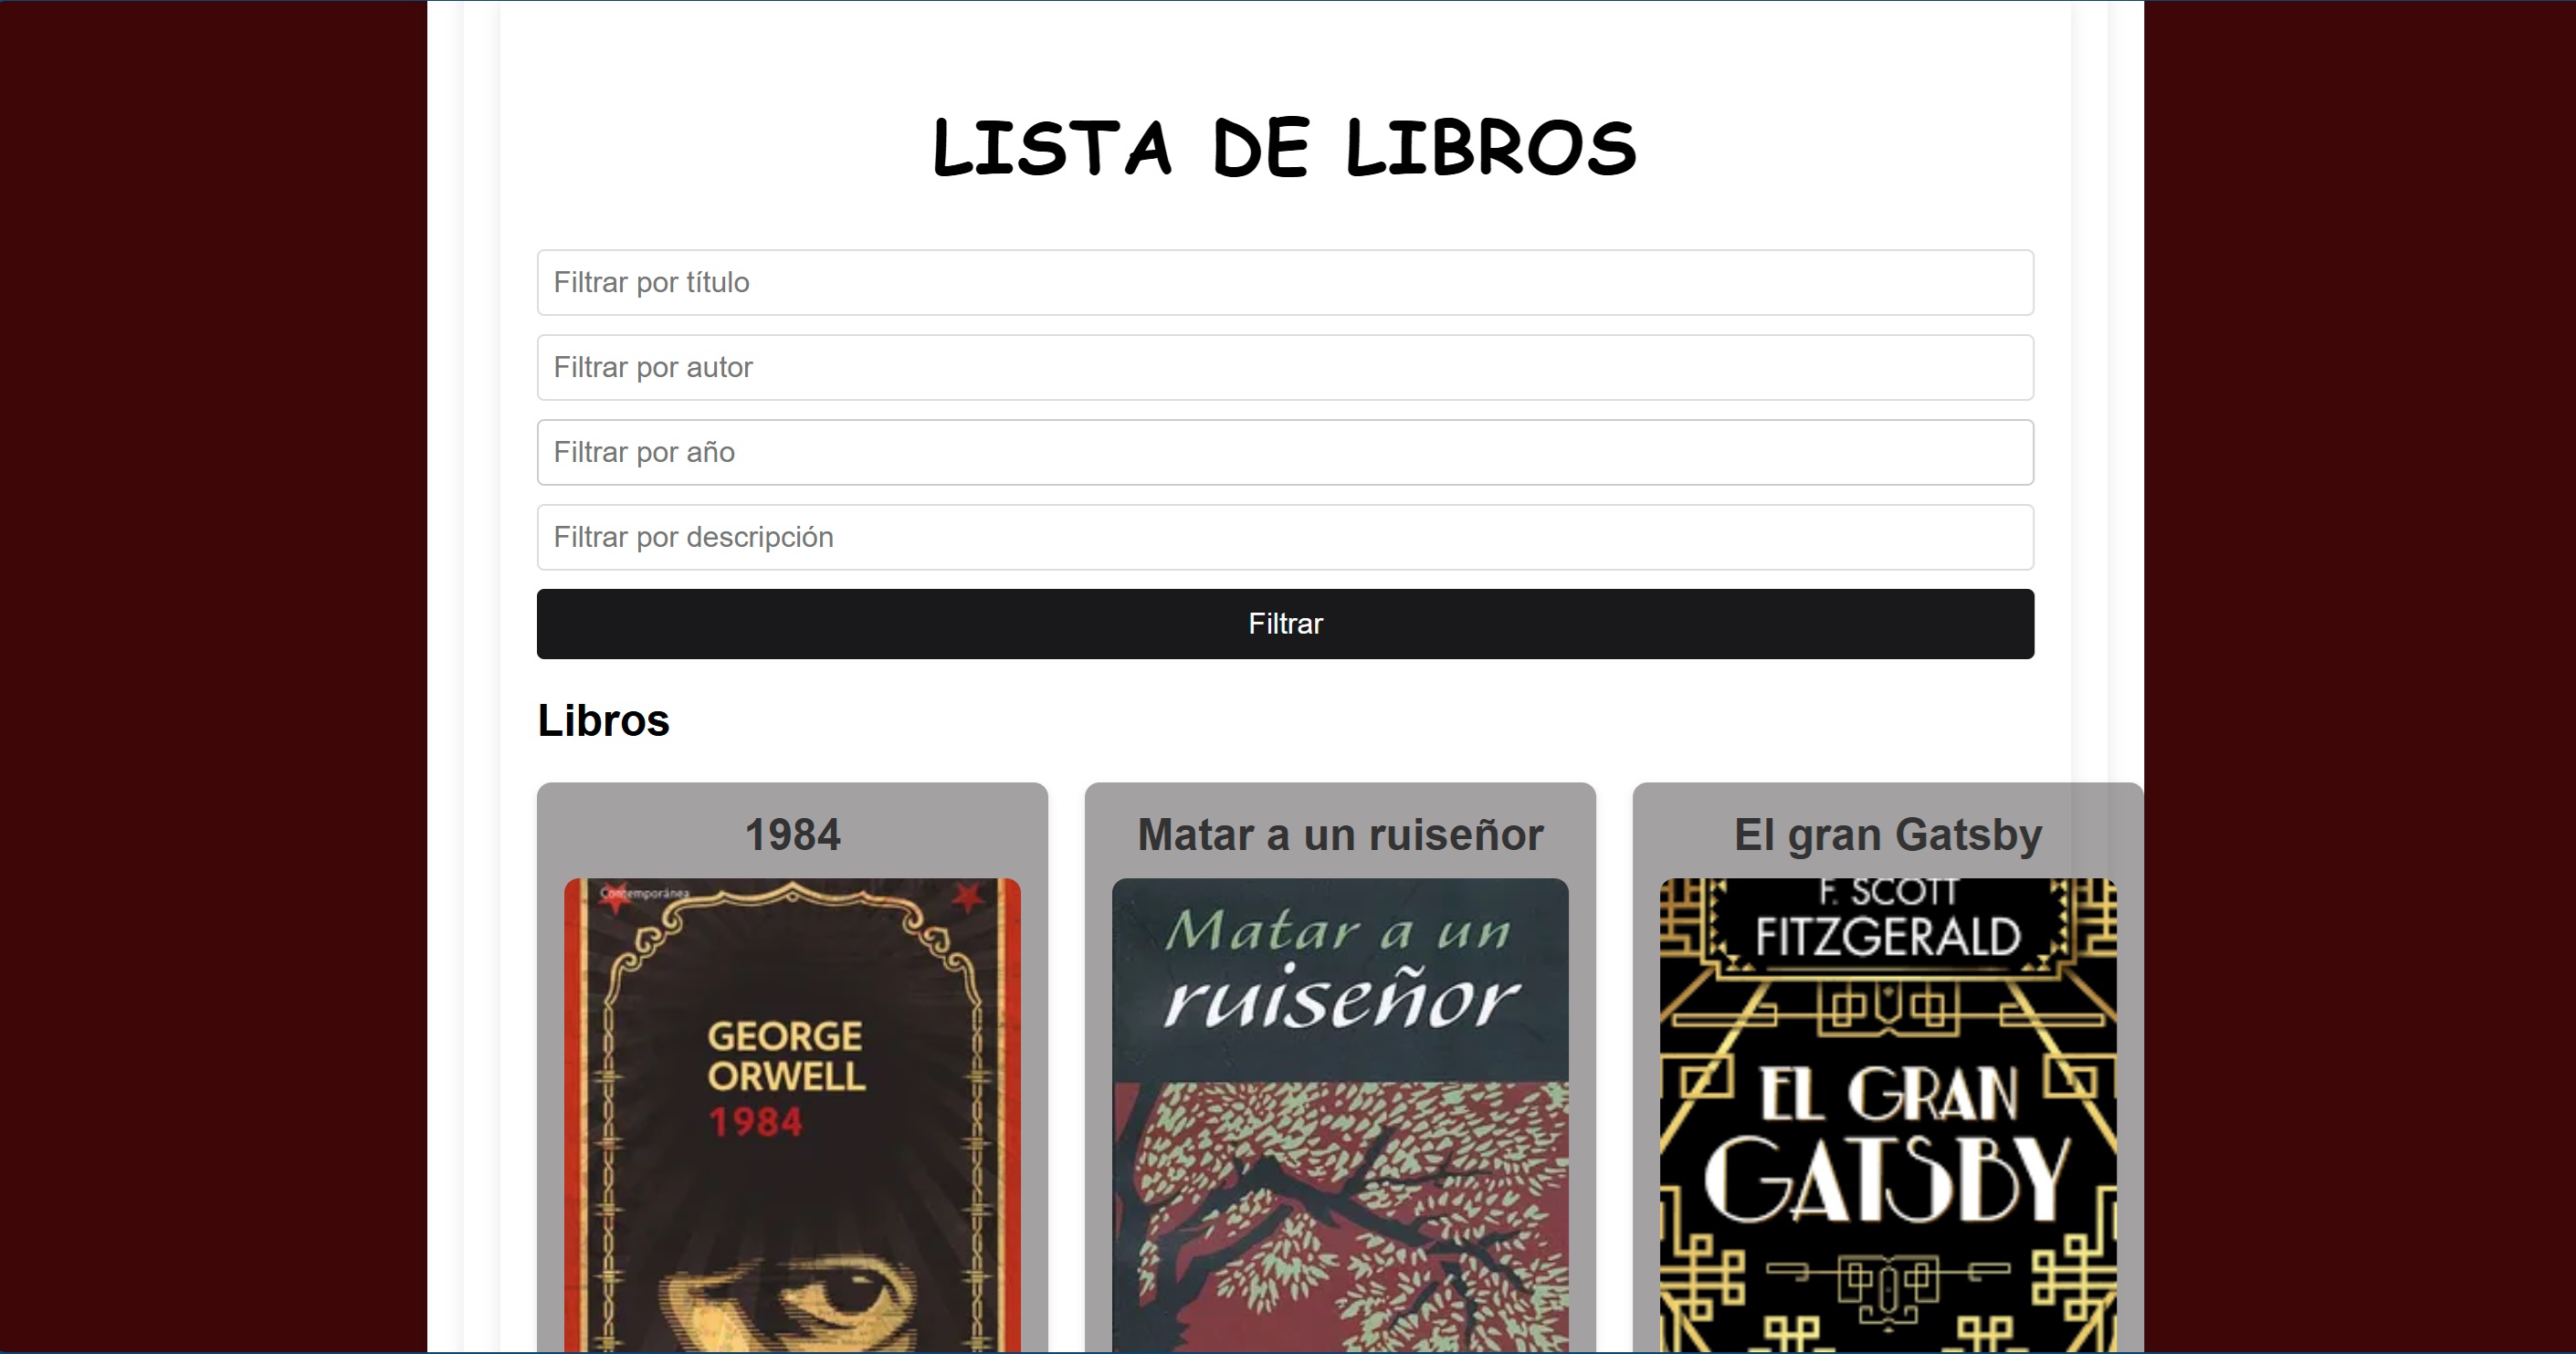 LISTA DE LIBROS
Filtrar por título
Filtrar por autor
Filtrar por año
Filtrar por descripción
Filtrar
Libros
1984
Contemporánea
GEORGE
ORWELL
1984
Matar a un ruiseñor
Matar a un
ruiseñor
El gran Gatsby
F. SCOTT
FITZGERALD
EL GRAN
GATSBY